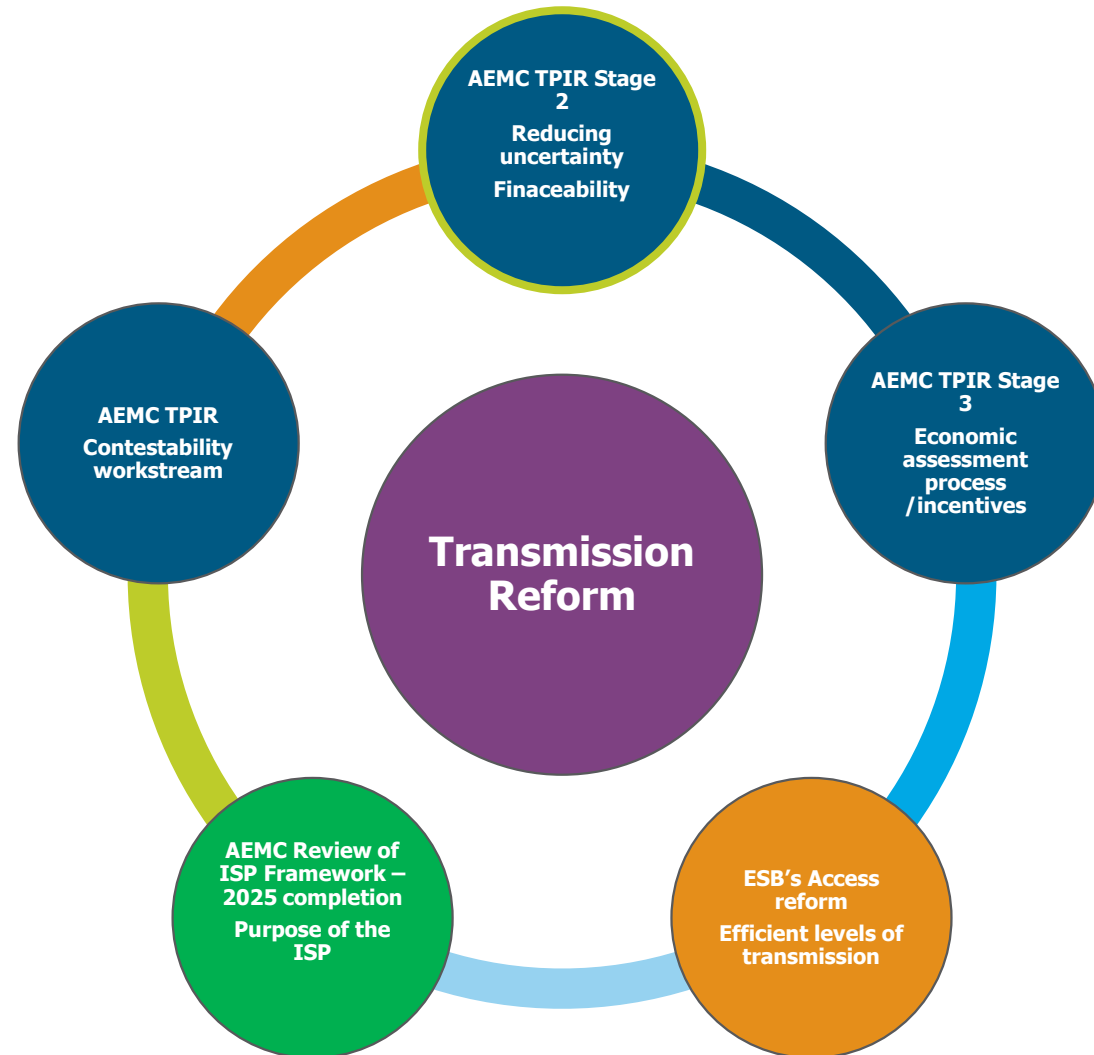 AEMC TPIR Stage
2
Reducing
uncertainty
Finaceability
AEMC TPIR Stage
3
Economic
assessment
process
/incentives
AEMC TPIR
Contestability
workstream
Transmission
Reform
AEMC Review of
ISP Framework –
2025 completion
Purpose of the
ISP
ESB’s Access
reform
Efficient levels of
transmission